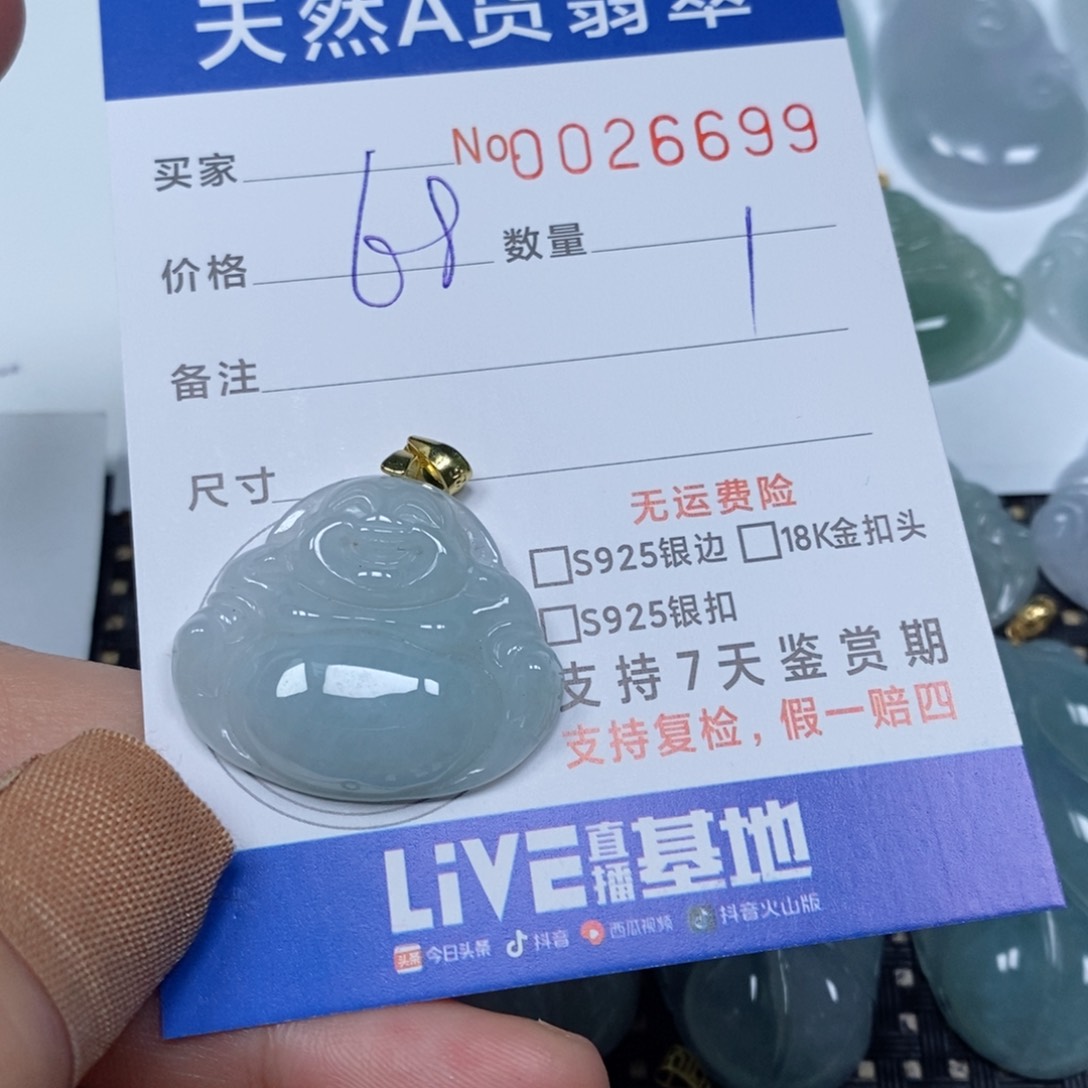 天然A货翡翠
买家 No0026699
价格 68 数量 1
备注
尺寸
无运费险
□S925银边 □18K金扣头
□S925银扣
支持7天鉴赏期
支持复检，假一赔四
LiVE直播基地
头条 今日头条 抖音 西瓜视频 抖音火山版